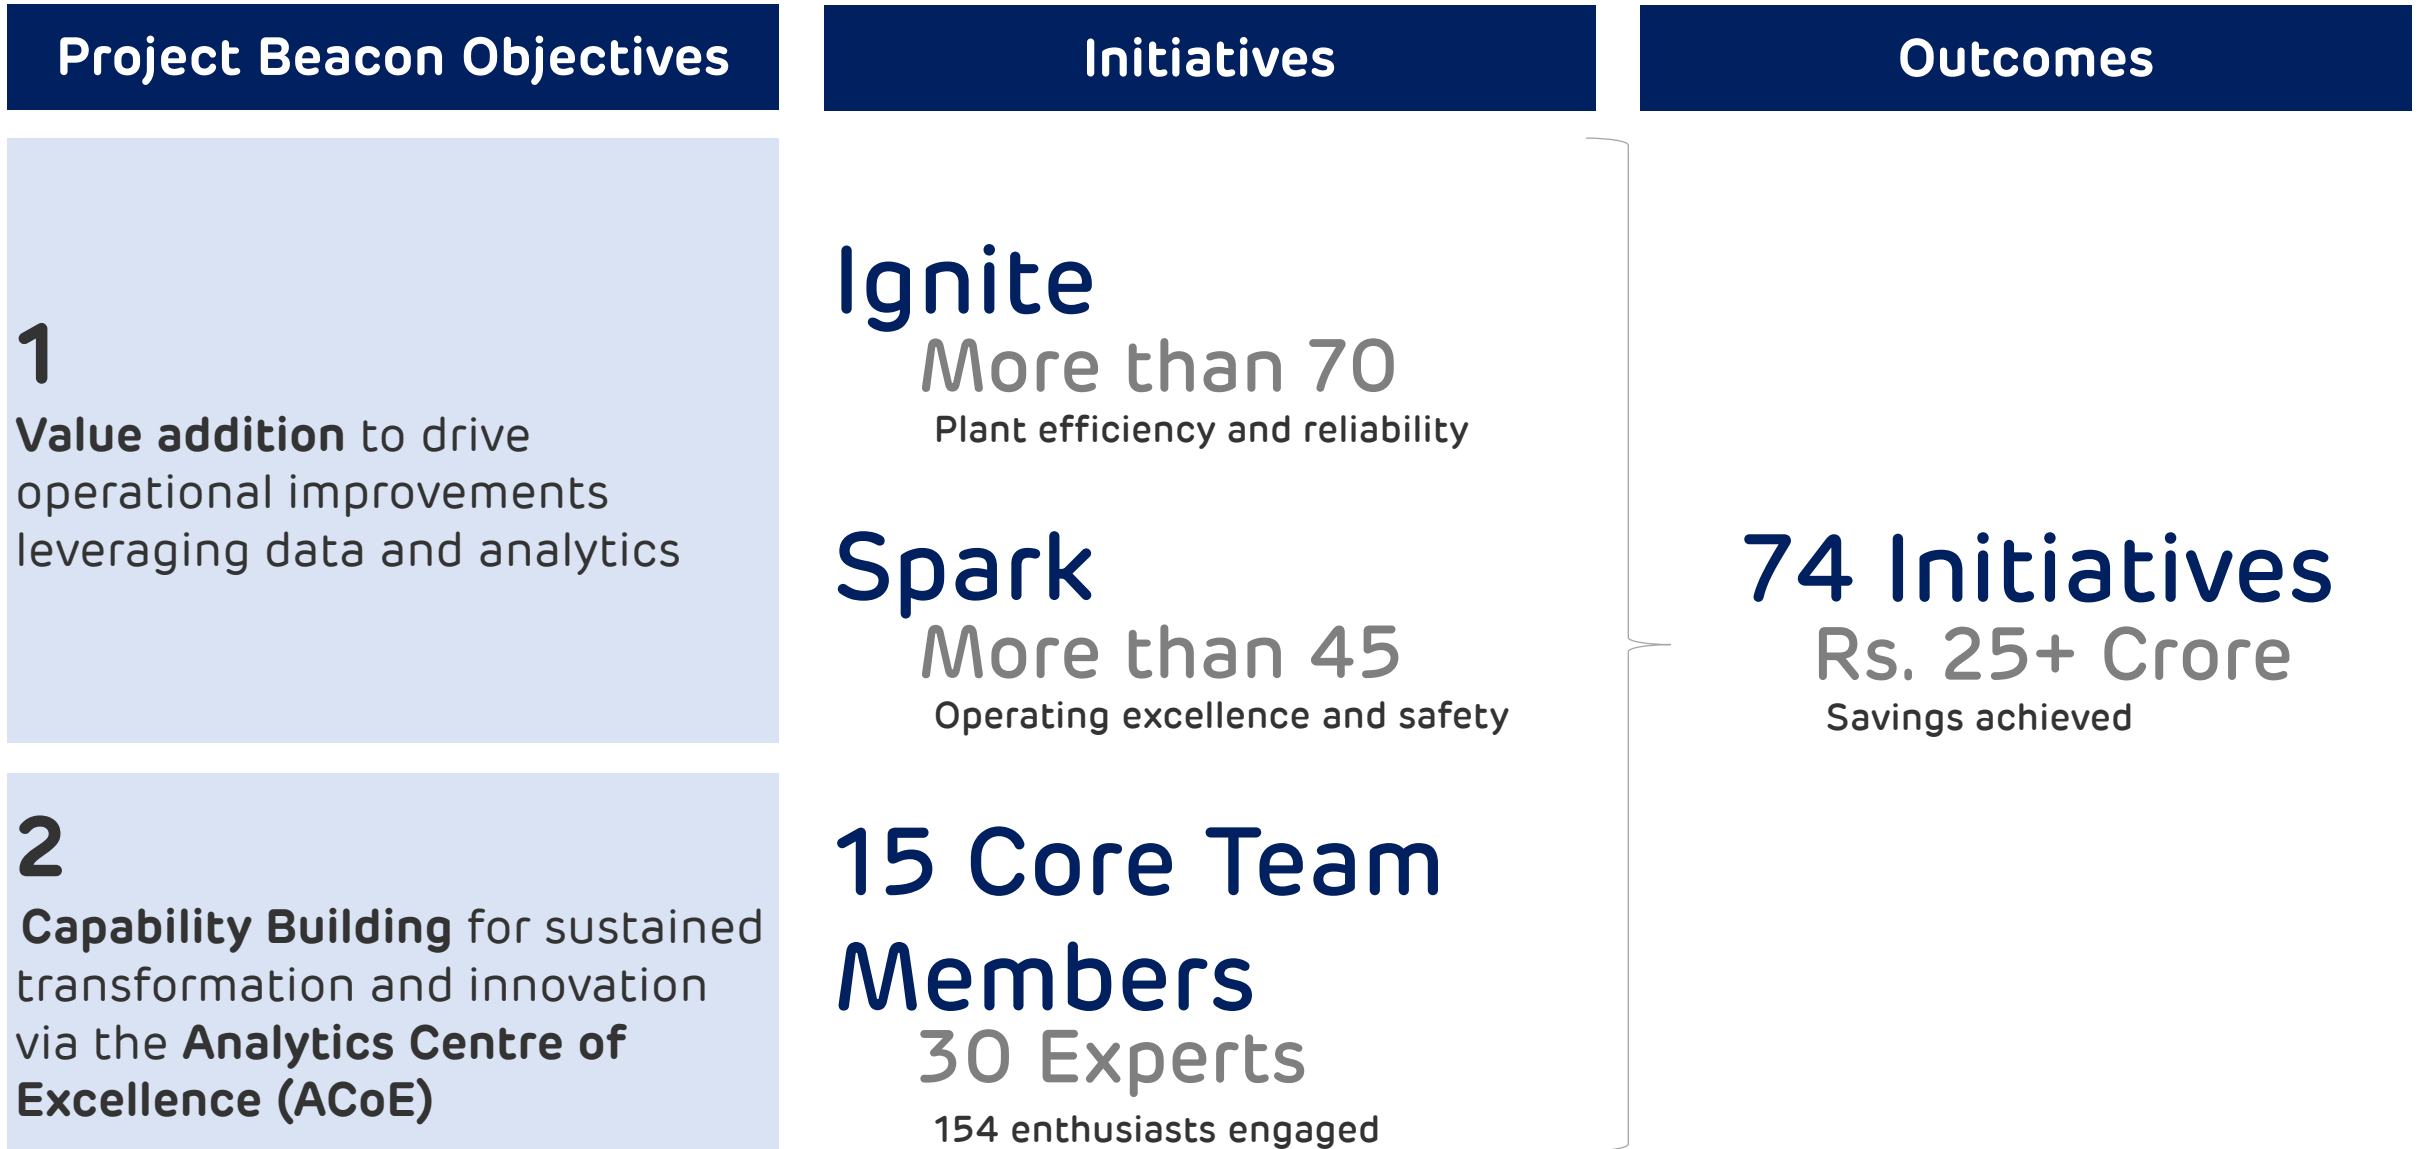 Project Beacon Objectives
Initiatives
Outcomes
1
Value addition to drive
operational improvements
leveraging data and analytics
2
Capability Building for sustained
transformation and innovation
via the Analytics Centre of
Excellence (ACoE)
Ignite
More than 70
Plant efficiency and reliability
Spark
More than 45
Operating excellence and safety
15 Core Team
Members
30 Experts
154 enthusiasts engaged
74 Initiatives
Rs. 25+ Crore
Savings achieved